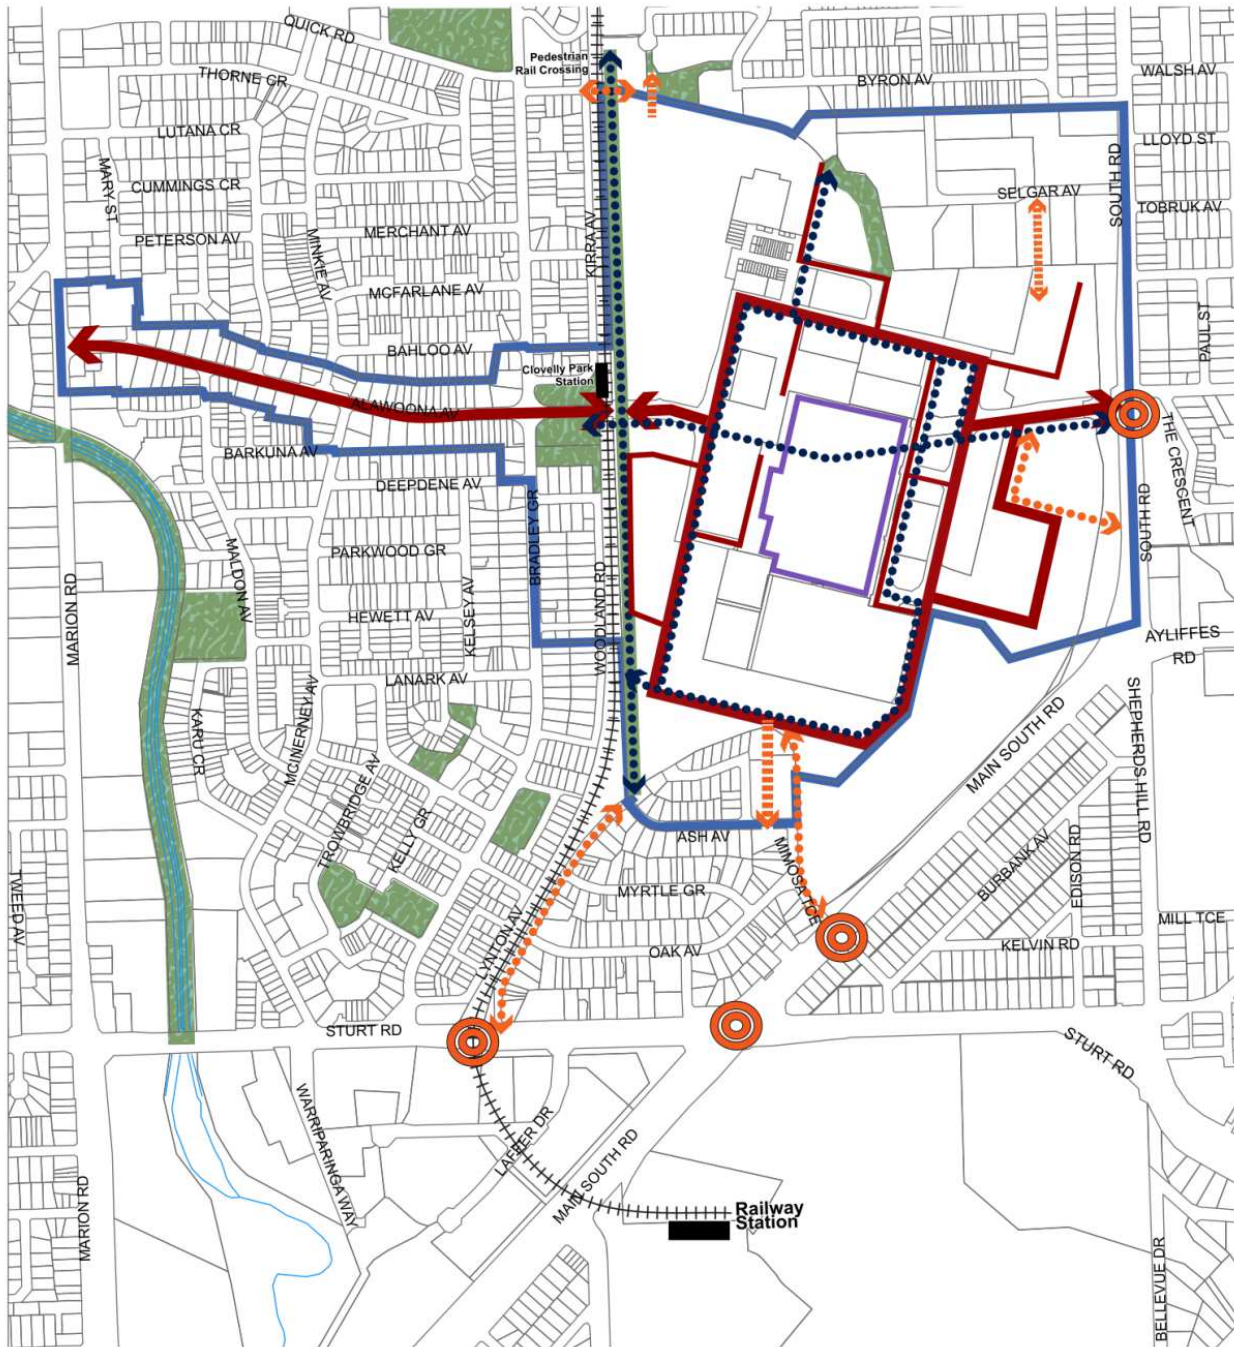 QUICK RD
Pedestrian
Rail Crossing
THORNE CR
BYRON AV
WALSH AV
LUTANA CR
LLOYD ST
MARY ST
CUMMINGS CR
SELGAR AV
SOUTH RD
TOBRUK AV
PETERSON AV
MINKIE AV
MERCHANT AV
KIRRA AV
MCFARLANE AV
PAUL ST
BAHLOO AV
Clovelly Park
Station
ALAWOONA AV
THE CRESCENT
BARKUNA AV
DEEPDENE AV
BRADLEY GR
SOUTH RD
PARKWOOD GR
MALDON AV
MARION RD
HEWETT AV
KELSEY AV
WOODLAND RD
AYLIFFES
RD
LANARK AV
KARU CR
MCINERNEY AV
SHEPHERDS HILL RD
MAIN SOUTH RD
TROWBRIDGE AV
KELLY GR
ASH AV
MIMOSA TCE
BURBANK AV
EDISON RD
TWEED AV
MYRTLE GR
MILL TCE
LYNTON AV
OAK AV
KELVIN RD
STURT RD
STURT RD
WARRIPARINGA WAY
LAFFER DR
MAIN SOUTH RD
MARION RD
Railway
Station
BELLEVUE DR